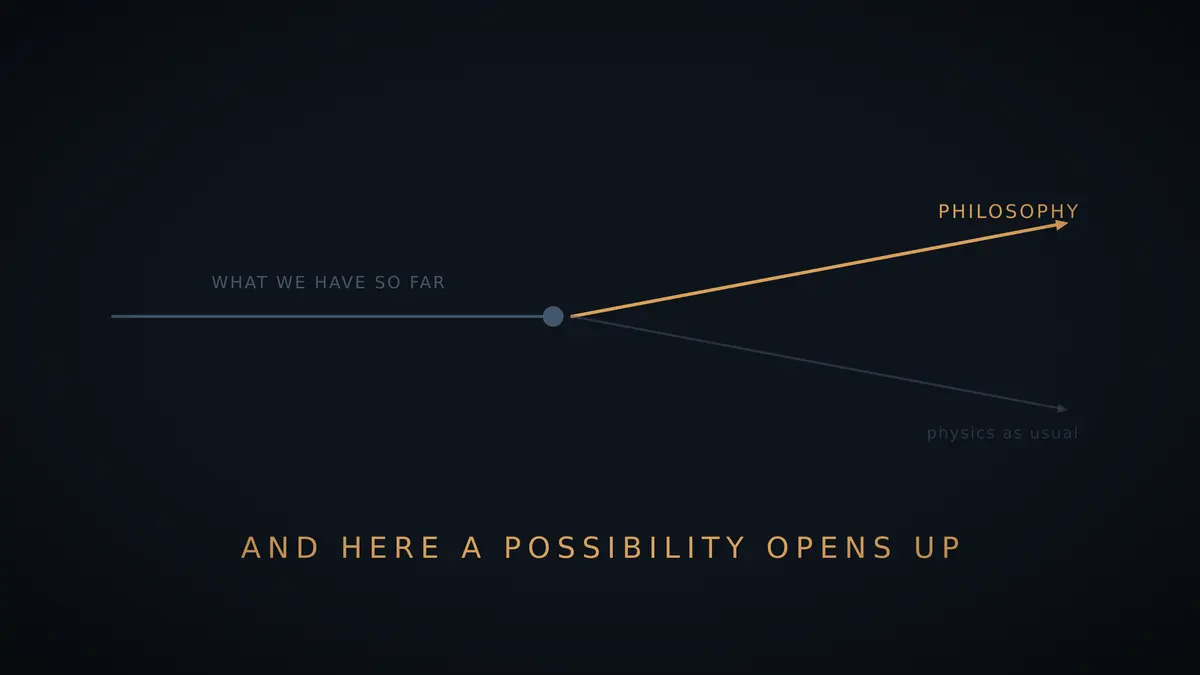 PHILOSOPHY
WHAT WE HAVE SO FAR
physics as usual
AND HERE A POSSIBILITY OPENS UP